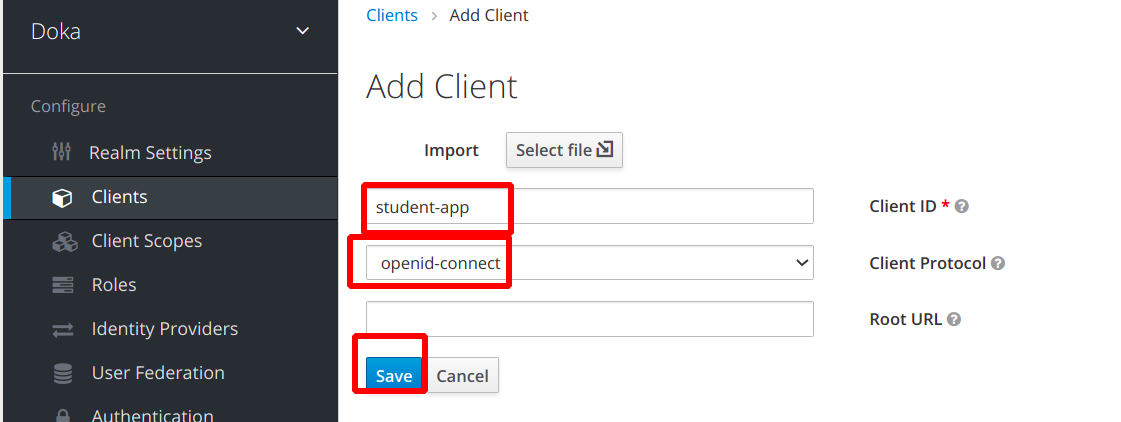 Doka
Configure
Realm Settings
Clients
Client Scopes
Roles
Identity Providers
User Federation
Authentication
Clients > Add Client
Add Client
Import Select file
student-app Client ID *
openid-connect Client Protocol
Root URL
Save Cancel